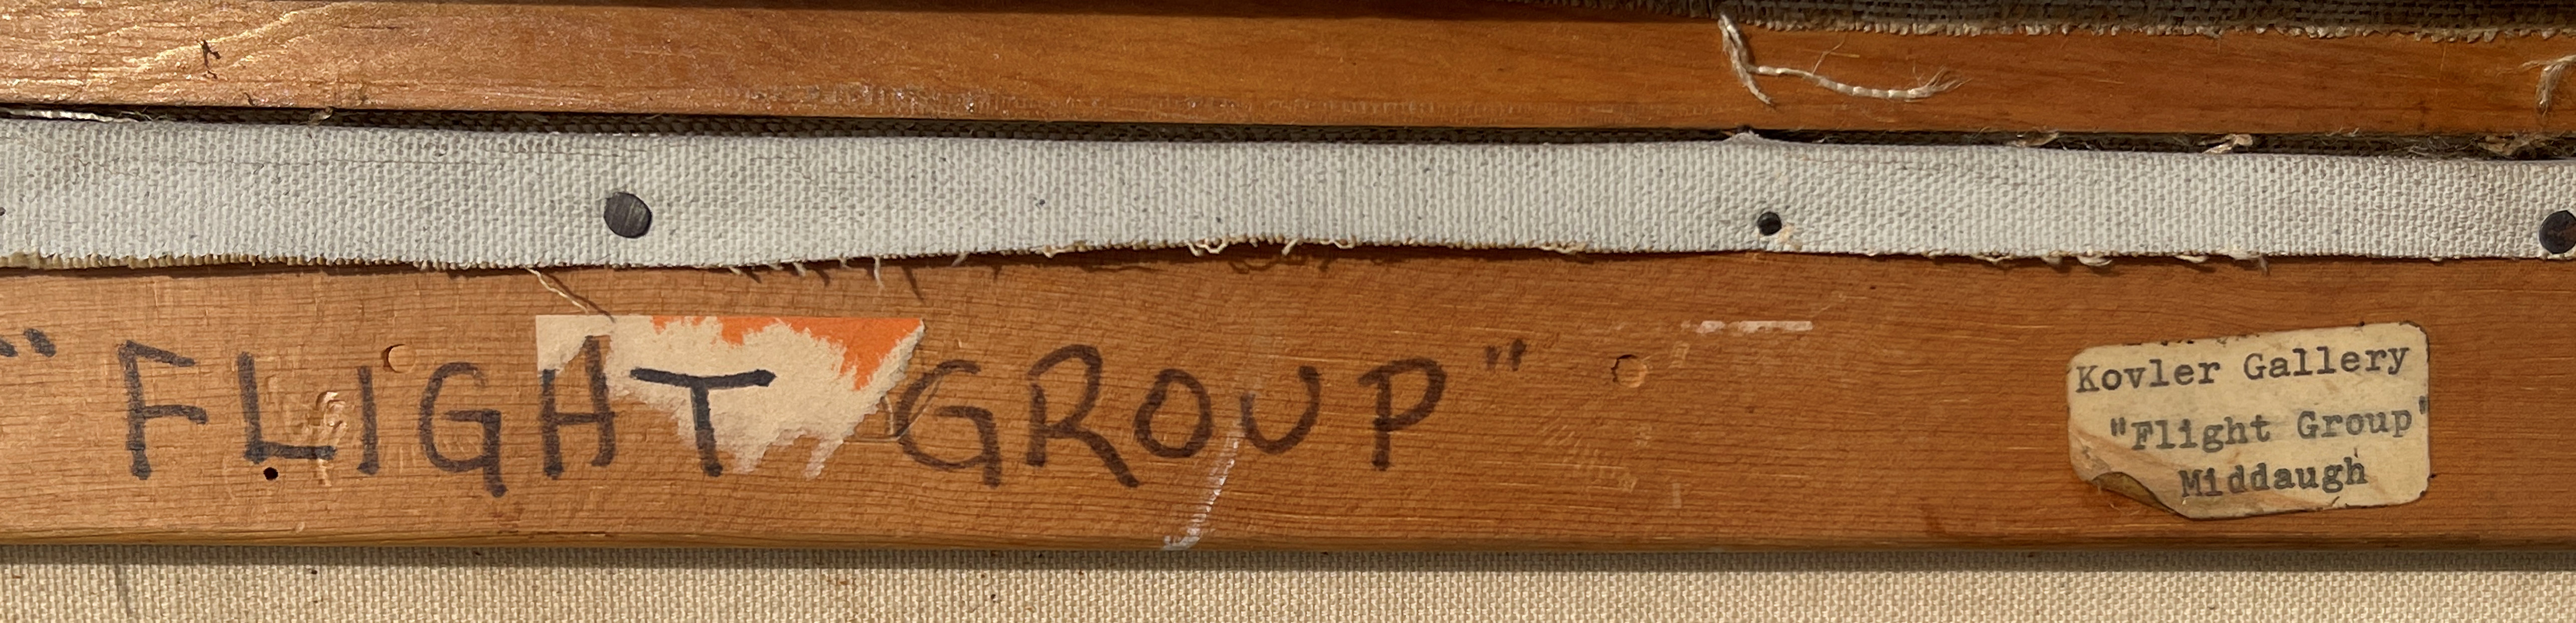 "FLIGHT GROUP"
Kovler Gallery
"Flight Group"
Middaugh